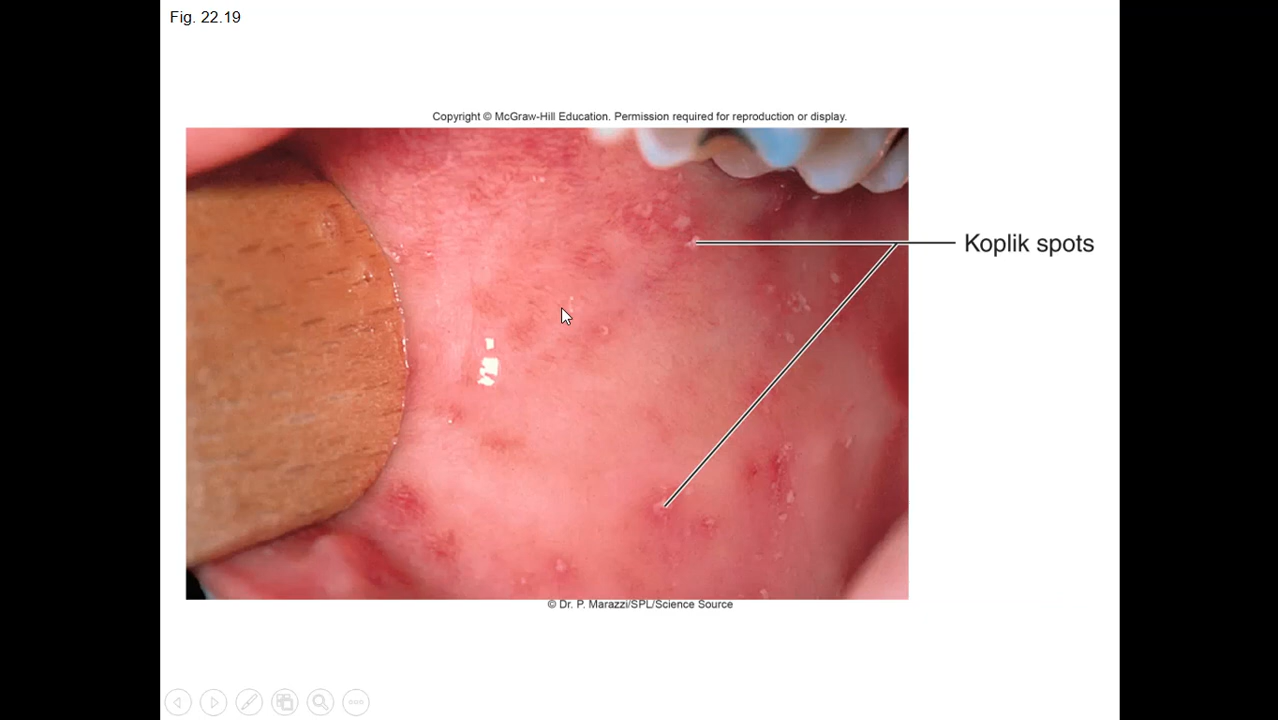 Fig. 22.19
Copyright © McGraw-Hill Education. Permission required for reproduction or display.
Koplik spots
© Dr. P. Marazzi/SPL/Science Source